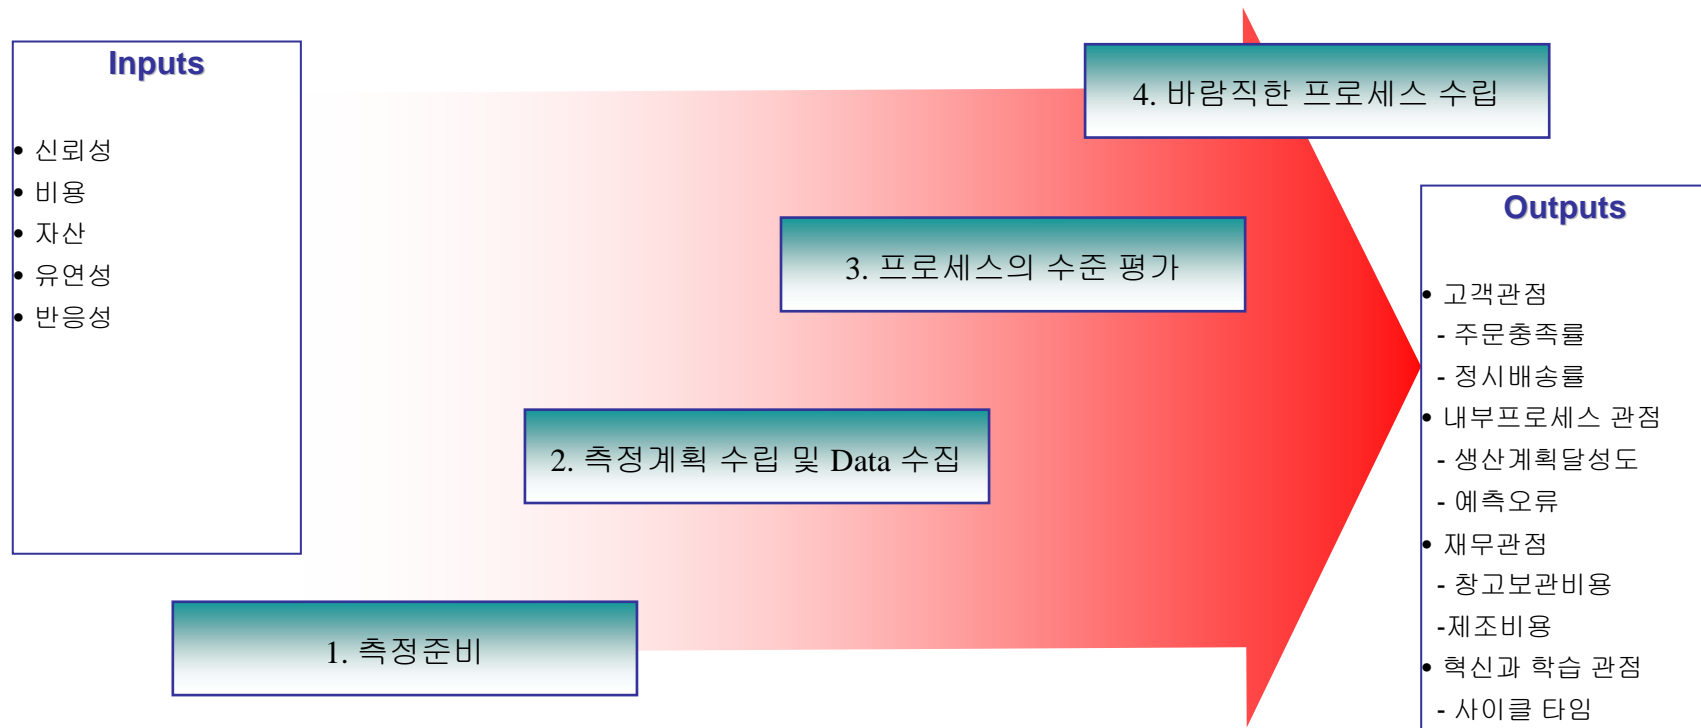 Inputs
• 신뢰성
• 비용
• 자산
• 유연성
• 반응성
1. 측정준비
2. 측정계획 수립 및 Data 수집
3. 프로세스의 수준 평가
4. 바람직한 프로세스 수립
Outputs
• 고객관점
- 주문충족률
- 정시배송률
• 내부프로세스 관점
- 생산계획달성도
- 예측오류
• 재무관점
- 창고보관비용
-제조비용
• 혁신과 학습 관점
- 사이클 타임